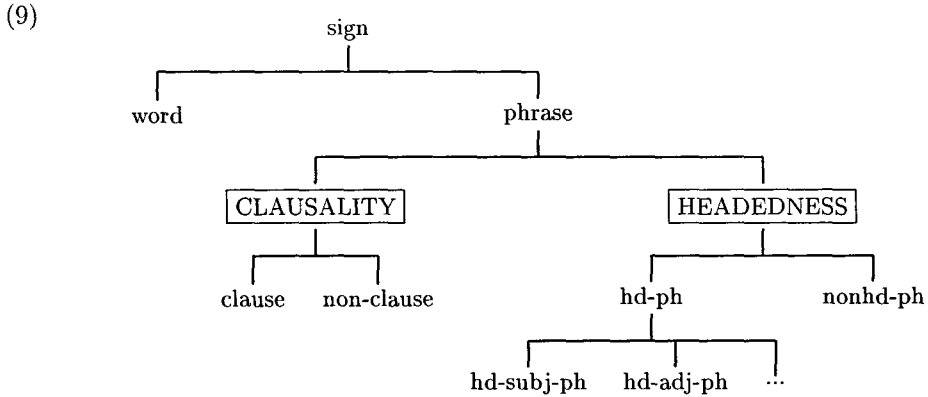 (9)
sign
word phrase
CLAUSALITY HEADEDNESS
clause non-clause hd-ph nonhd-ph
hd-subj-ph hd-adj-ph ...